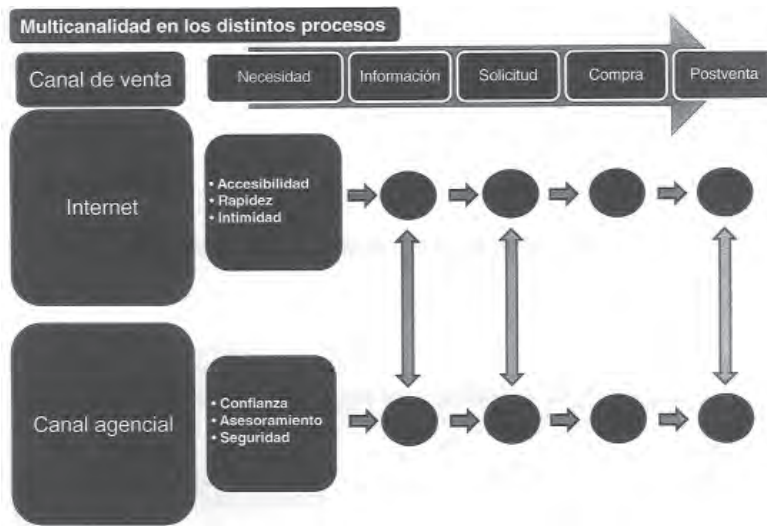 Multicanalidad en los distintos procesos
Canal de venta
Necesidad
Información
Solicitud
Compra
Postventa
Internet
• Accesibilidad
• Rapidez
• Intimidad
Canal agencial
• Confianza
• Asesoramiento
• Seguridad